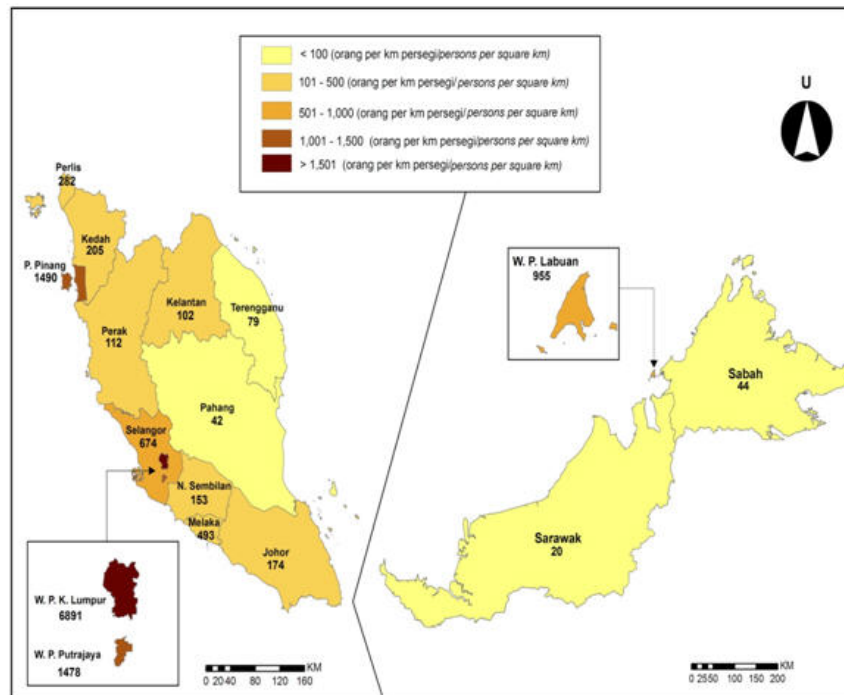 < 100 (orang per km persegi/persons per square km)
101 - 500 (orang per km persegi/persons per square km)
501 - 1,000 (orang per km persegi/persons per square km)
1,001 - 1,500 (orang per km persegi/persons per square km)
> 1,501 (orang per km persegi/persons per square km)
U
Perlis
282
Kedah
205
P. Pinang
1490
Kelantan
102
Terengganu
79
Perak
112
Pahang
42
Selangor
674
N. Sembilan
153
Melaka
493
Johor
174
W. P. K. Lumpur
6891
W. P. Putrajaya
1478
KM
0 20 40 80 120 160
W. P. Labuan
955
Sabah
44
Sarawak
20
KM
0 25 50 100 150 200